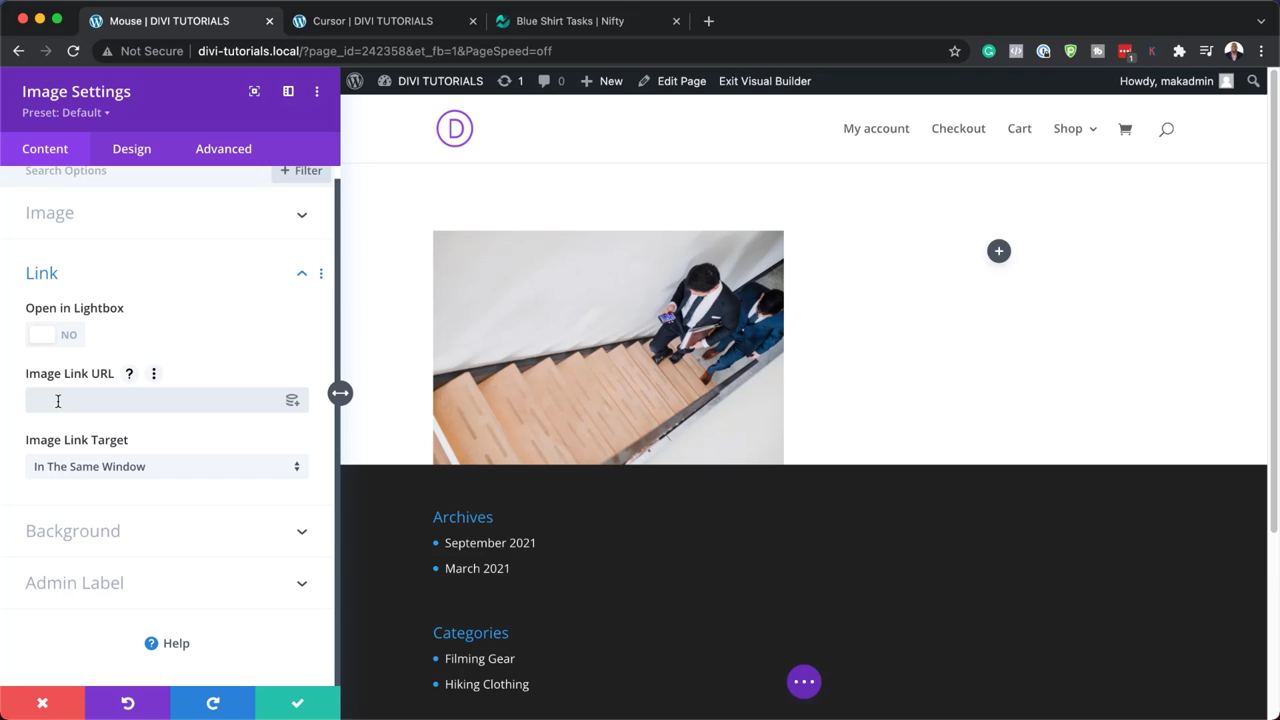 Mouse | DIVI TUTORIALS
Cursor | DIVI TUTORIALS
Blue Shirt Tasks | Nifty
Not Secure
divi-tutorials.local/?page_id=242358&et_fb=1&PageSpeed=off
K
1
DIVI TUTORIALS
1
0
New
Edit Page
Exit Visual Builder
Howdy, makadmin
Image Settings
Preset: Default
Content
Design
Advanced
Search Options
+ Filter
Image
Link
Open in Lightbox
NO
Image Link URL ?
Image Link Target
In The Same Window
Background
Admin Label
? Help
D
My account
Checkout
Cart
Shop
Archives
September 2021
March 2021
Categories
Filming Gear
Hiking Clothing